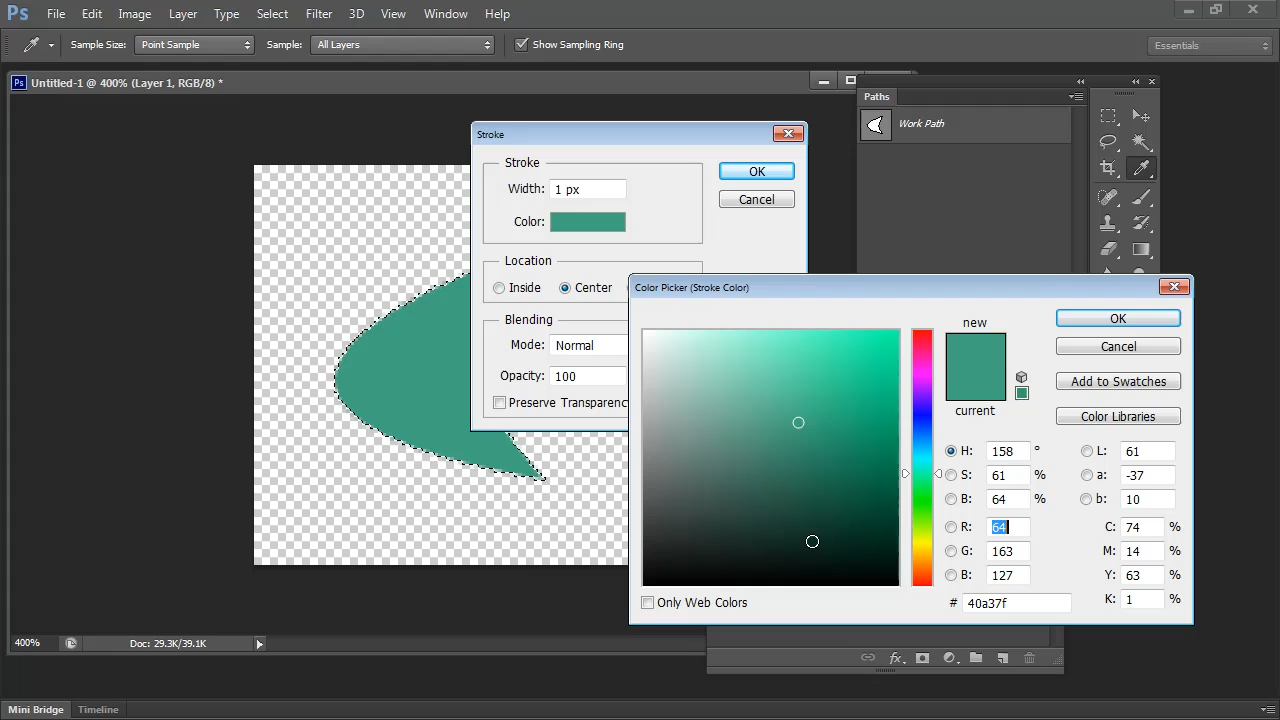 Ps File Edit Image Layer Type Select Filter 3D View Window Help
Sample Size: Point Sample Sample: All Layers Show Sampling Ring Essentials
Ps Untitled-1 @ 400% (Layer 1, RGB/8) *
Paths
Work Path
Stroke
Stroke
Width: 1 px
Color:
OK
Cancel
Location
Inside Center
Blending
Mode: Normal
Opacity: 100
Preserve Transparency
Color Picker (Stroke Color)
new
current
OK
Cancel
Add to Swatches
Color Libraries
H: 158 ° L: 61
S: 61 % a: -37
B: 64 % b: 10
R: 64 C: 74 %
G: 163 M: 14 %
B: 127 Y: 63 %
# 40a37f K: 1 %
Only Web Colors
400% Doc: 29.3K/39.1K
fx
Mini Bridge Timeline